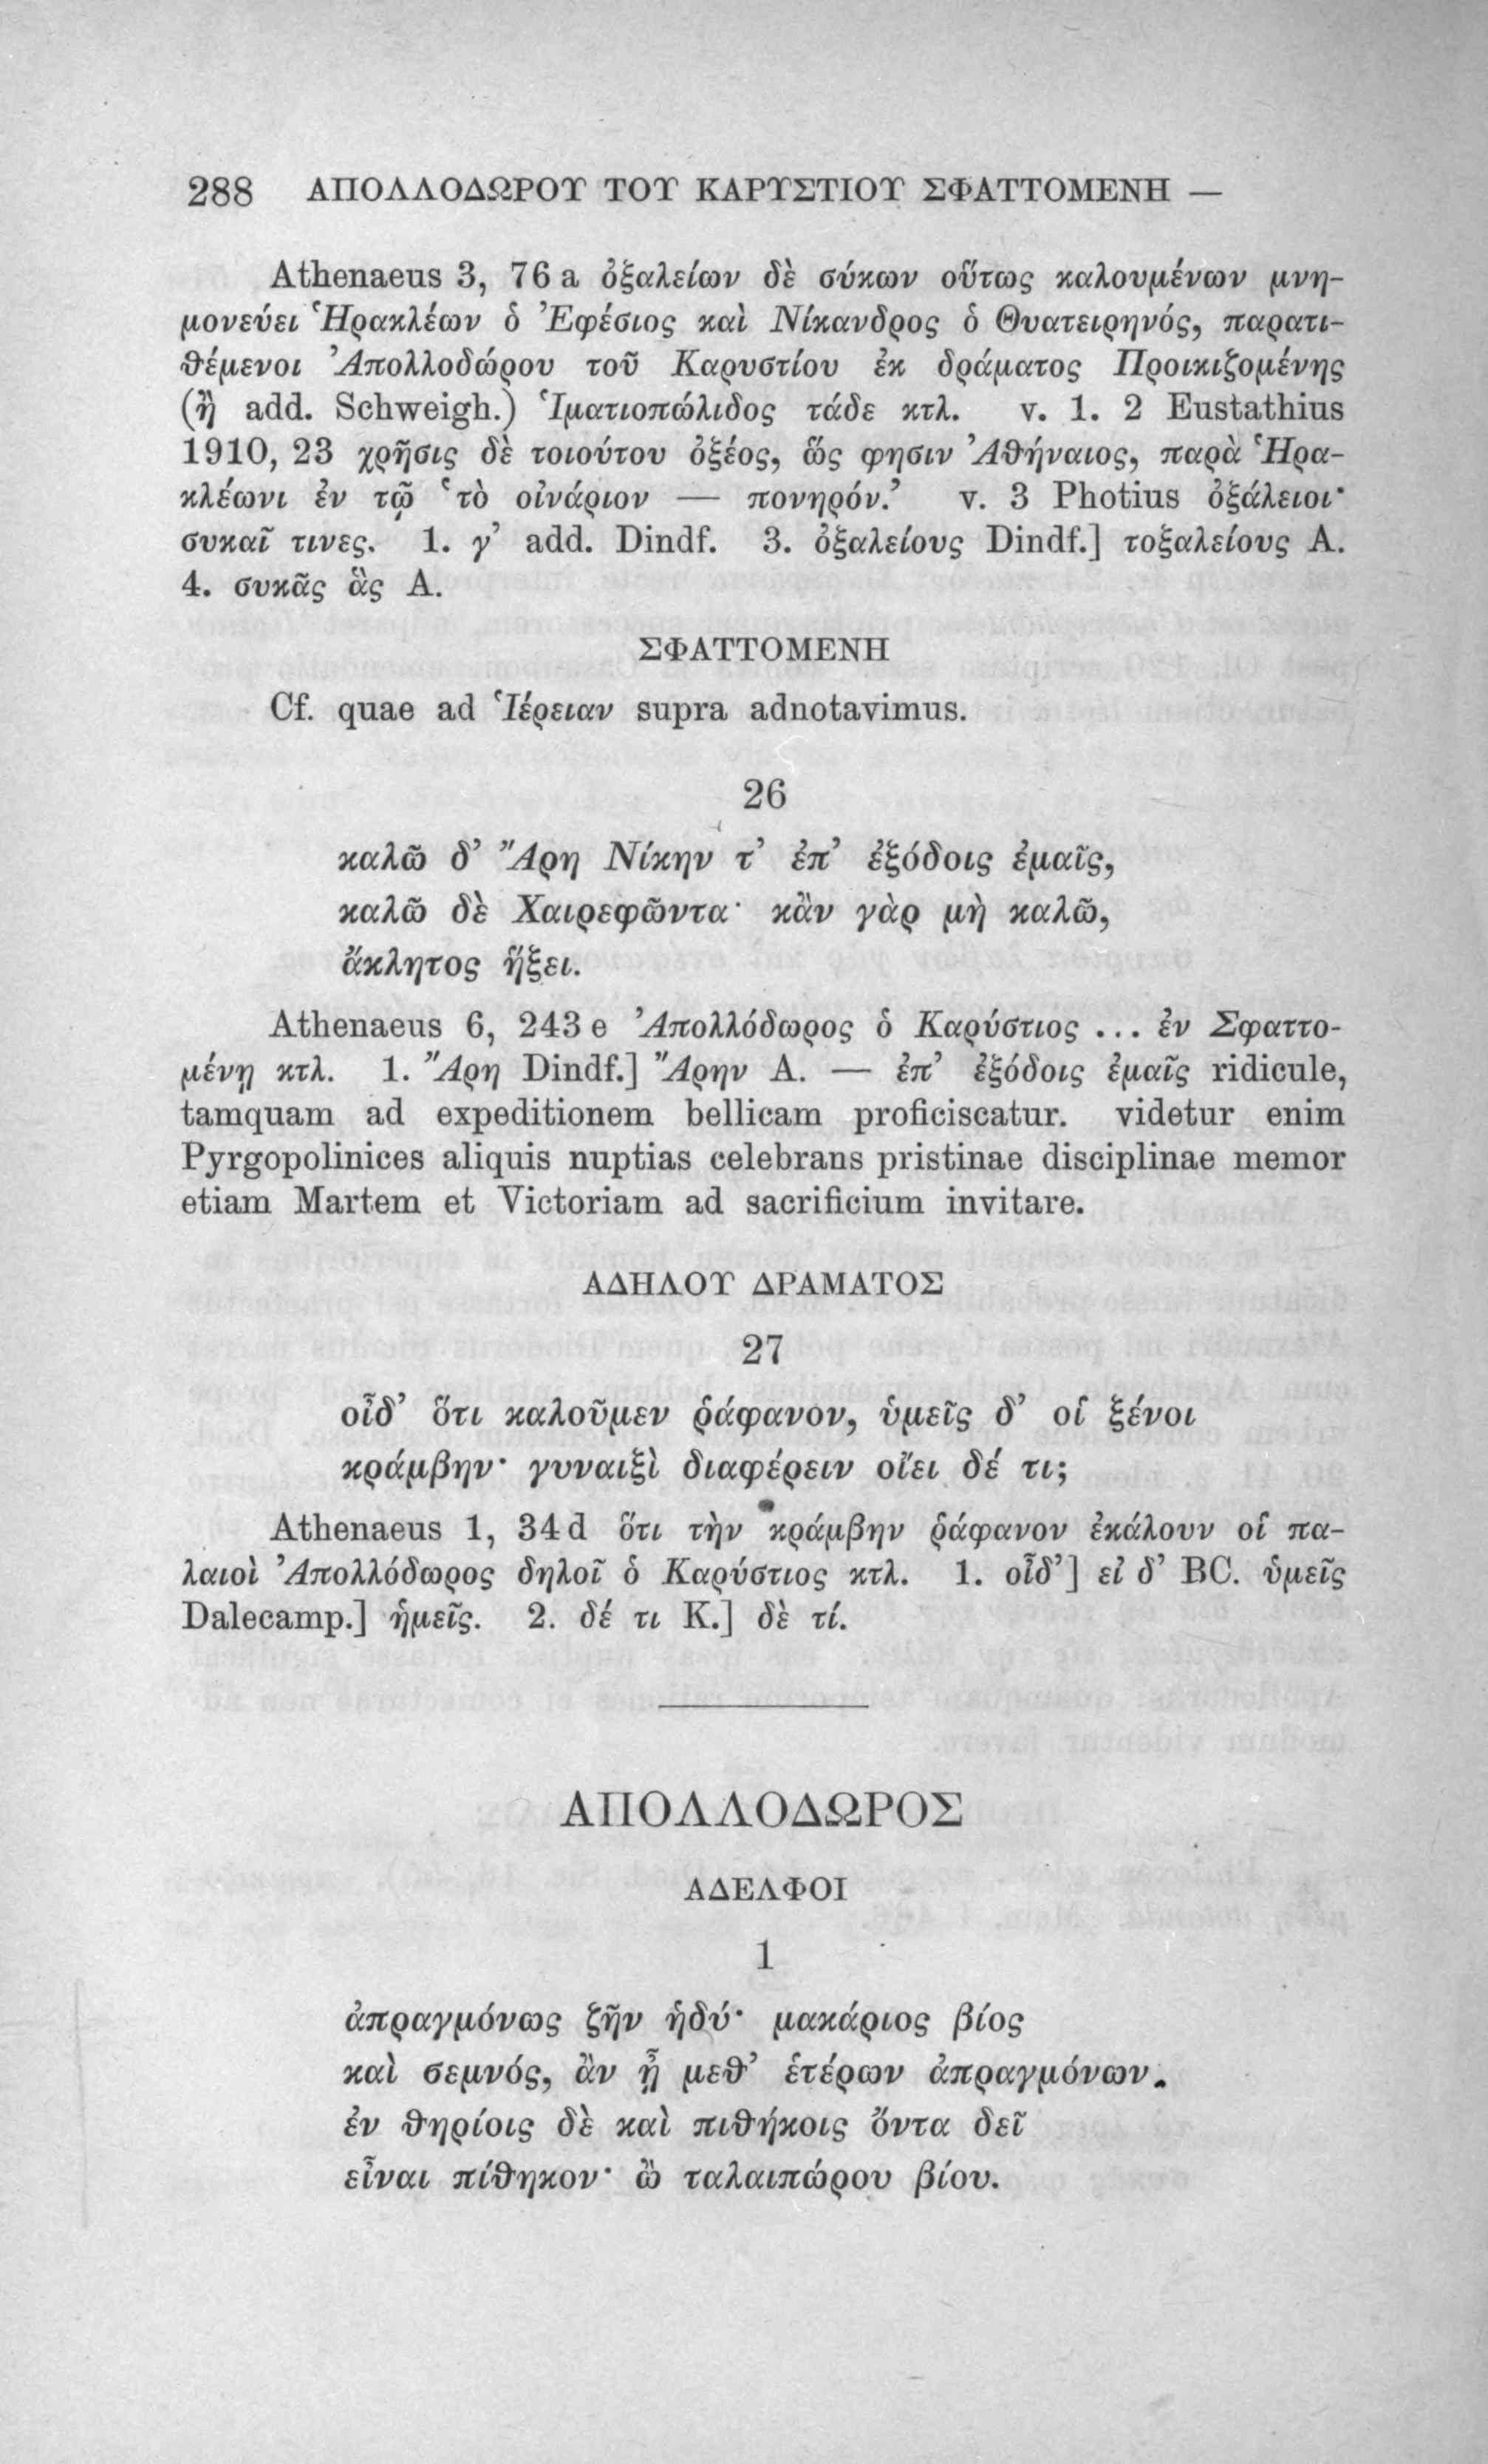 288 ΑΠΟΛΛΟΔΩΡΟΥ ΤΟΥ ΚΑΡΥΣΤΙΟΥ ΣΦΑΤΤΟΜΕΝΗ —
Athenaeus 3, 76 a ὀξαλείων δὲ σύκων οὕτως καλουμένων μνη-
μονεύει Ἡρακλέων ὁ Ἐφέσιος καὶ Νίκανδρος ὁ Θυατειρηνός, παρατι-
θέμενοι Ἀπολλοδώρου τοῦ Καρυστίου ἐκ δράματος Προικιζομένης
(ἢ add. Schweigh.) Ἱματιοπώλιδος τάδε κτλ. v. 1. 2 Eustathius
1910, 23 χρῆσις δὲ τοιούτου ὀξέος, ὥς φησιν Ἀθήναιος, παρὰ Ἡρα-
κλέωνι ἐν τῷ ‘τὸ οἰνάριον — πονηρόν.’ v. 3 Photius ὀξάλειοι·
συκαῖ τινες. 1. γ’ add. Dindf. 3. ὀξαλείους Dindf.] τοξαλείους A.
4. συκᾶς ἃς A.
ΣΦΑΤΤΟΜΕΝΗ
Cf. quae ad Ἱέρειαν supra adnotavimus.
26
καλῶ δ’ Ἄρη Νίκην τ’ ἐπ’ ἐξόδοις ἐμαῖς,
καλῶ δὲ Χαιρεφῶντα· κἂν γὰρ μὴ καλῶ,
ἄκλητος ἥξει.
Athenaeus 6, 243 e Ἀπολλόδωρος ὁ Καρύστιος ... ἐν Σφαττο-
μένῃ κτλ. 1. Ἄρη Dindf.] Ἄρην A. — ἐπ’ ἐξόδοις ἐμαῖς ridicule,
tamquam ad expeditionem bellicam proficiscatur. videtur enim
Pyrgopolinices aliquis nuptias celebrans pristinae disciplinae memor
etiam Martem et Victoriam ad sacrificium invitare.
ΑΔΗΛΟΥ ΔΡΑΜΑΤΟΣ
27
οἶδ’ ὅτι καλοῦμεν ῥάφανον, ὑμεῖς δ’ οἱ ξένοι
κράμβην· γυναιξὶ διαφέρειν οἴει δέ τι;
Athenaeus 1, 34 d ὅτι τὴν κράμβην ῥάφανον ἐκάλουν οἱ πα-
λαιοὶ Ἀπολλόδωρος δηλοῖ ὁ Καρύστιος κτλ. 1. οἶδ’] εἰ δ’ BC. ὑμεῖς
Dalecamp.] ἡμεῖς. 2. δέ τι K.] δὲ τί.
ΑΠΟΛΛΟΔΩΡΟΣ
ΑΔΕΛΦΟΙ
1
ἀπραγμόνως ζῆν ἡδύ· μακάριος βίος
καὶ σεμνός, ἂν ᾖ μεθ’ ἑτέρων ἀπραγμόνων.
ἐν θηρίοις δὲ καὶ πιθήκοις ὄντα δεῖ
εἶναι πίθηκον· ὢ ταλαιπώρου βίου.